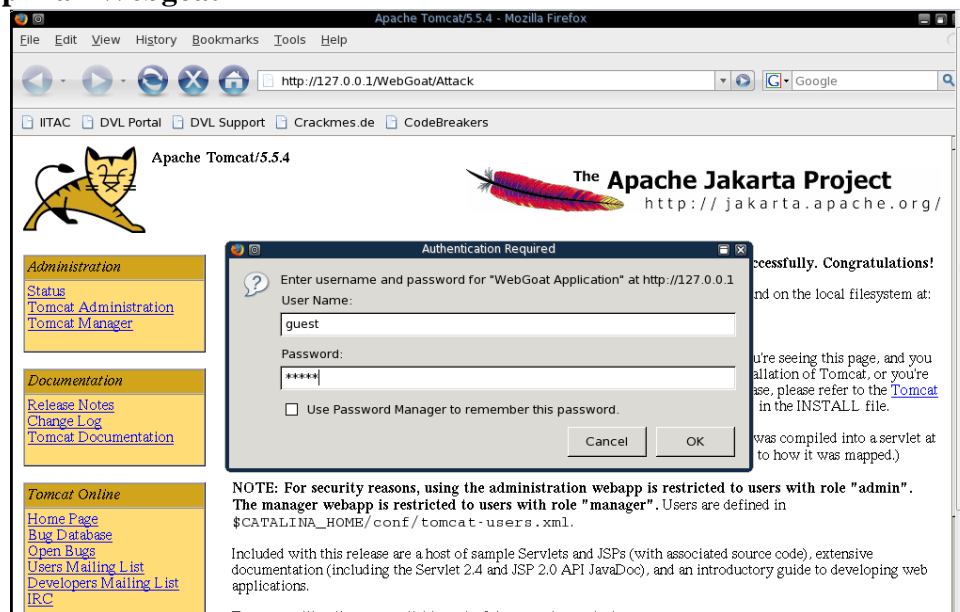 Apache Tomcat/5.5.4 - Mozilla Firefox
File Edit View History Bookmarks Tools Help
http://127.0.0.1/WebGoat/Attack
G Google
IITAC DVL Portal DVL Support Crackmes.de CodeBreakers
Apache Tomcat/5.5.4
The Apache Jakarta Project
http://jakarta.apache.org/
Administration
Status
Tomcat Administration
Tomcat Manager
Documentation
Release Notes
Change Log
Tomcat Documentation
Tomcat Online
Home Page
Bug Database
Open Bugs
Users Mailing List
Developers Mailing List
IRC
Authentication Required
Enter username and password for "WebGoat Application" at http://127.0.0.1
User Name:
guest
Password:
*****
Use Password Manager to remember this password.
Cancel OK
ccessfully. Congratulations!
nd on the local filesystem at:
u're seeing this page, and you
allation of Tomcat, or you're
ase, please refer to the Tomcat
in the INSTALL file.
was compiled into a servlet at
to how it was mapped.)
NOTE: For security reasons, using the administration webapp is restricted to users with role "admin".
The manager webapp is restricted to users with role "manager". Users are defined in
$CATALINA_HOME/conf/tomcat-users.xml.
Included with this release are a host of sample Servlets and JSPs (with associated source code), extensive
documentation (including the Servlet 2.4 and JSP 2.0 API JavaDoc), and an introductory guide to developing web
applications.